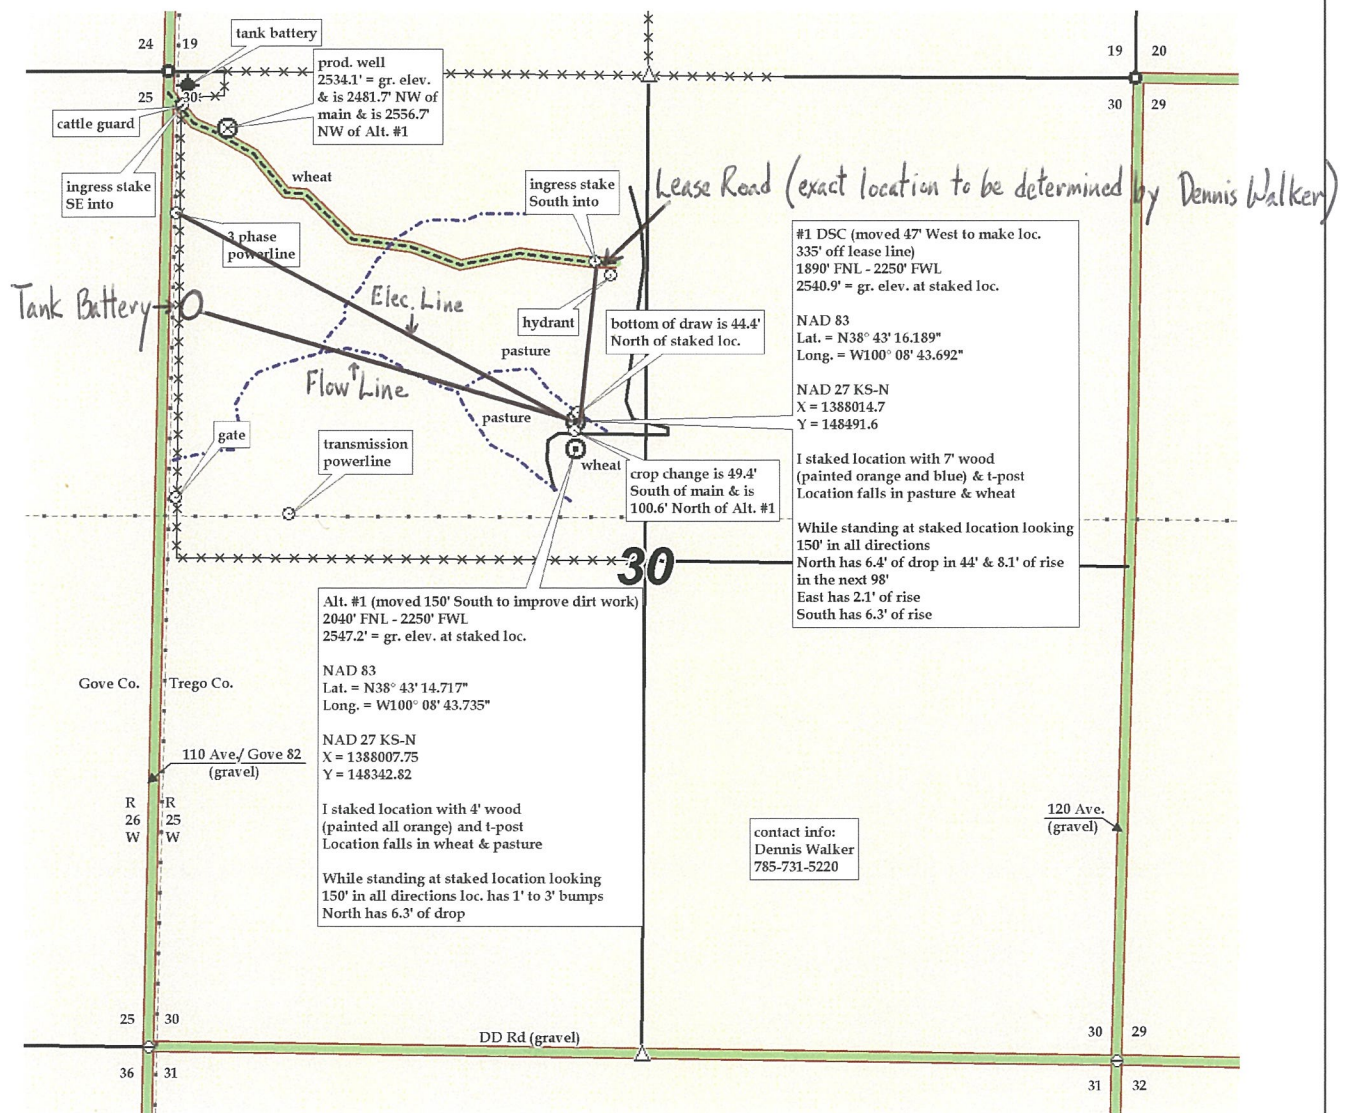 24
19
19
20
tank battery
prod. well
2534.1' = gr. elev.
& is 2481.7' NW of
main & is 2556.7'
NW of Alt. #1
25
30
30
29
cattle guard
ingress stake
SE into
wheat
ingress stake
South into
Lease Road (exact location to be determined by Dennis Walker)
3 phase
powerline
Tank Battery
Elec. Line
Flow Line
hydrant
bottom of draw is 44.4'
North of staked loc.
pasture
pasture
gate
transmission
powerline
wheat
crop change is 49.4'
South of main & is
100.6' North of Alt. #1
#1 DSC (moved 47' West to make loc.
335' off lease line)
1890' FNL - 2250' FWL
2540.9' = gr. elev. at staked loc.
NAD 83
Lat. = N38° 43' 16.189"
Long. = W100° 08' 43.692"
NAD 27 KS-N
X = 1388014.7
Y = 148491.6
I staked location with 7' wood
(painted orange and blue) & t-post
Location falls in pasture & wheat
While standing at staked location looking
150' in all directions
North has 6.4' of drop in 44' & 8.1' of rise
in the next 98'
East has 2.1' of rise
South has 6.3' of rise
30
Alt. #1 (moved 150' South to improve dirt work)
2040' FNL - 2250' FWL
2547.2' = gr. elev. at staked loc.
NAD 83
Lat. = N38° 43' 14.717"
Long. = W100° 08' 43.735"
NAD 27 KS-N
X = 1388007.75
Y = 148342.82
I staked location with 4' wood
(painted all orange) and t-post
Location falls in wheat & pasture
While standing at staked location looking
150' in all directions loc. has 1' to 3' bumps
North has 6.3' of drop
Gove Co.
Trego Co.
110 Ave./ Gove 82
(gravel)
R
26
W
R
25
W
120 Ave.
(gravel)
contact info:
Dennis Walker
785-731-5220
25
30
30
29
DD Rd (gravel)
36
31
31
32